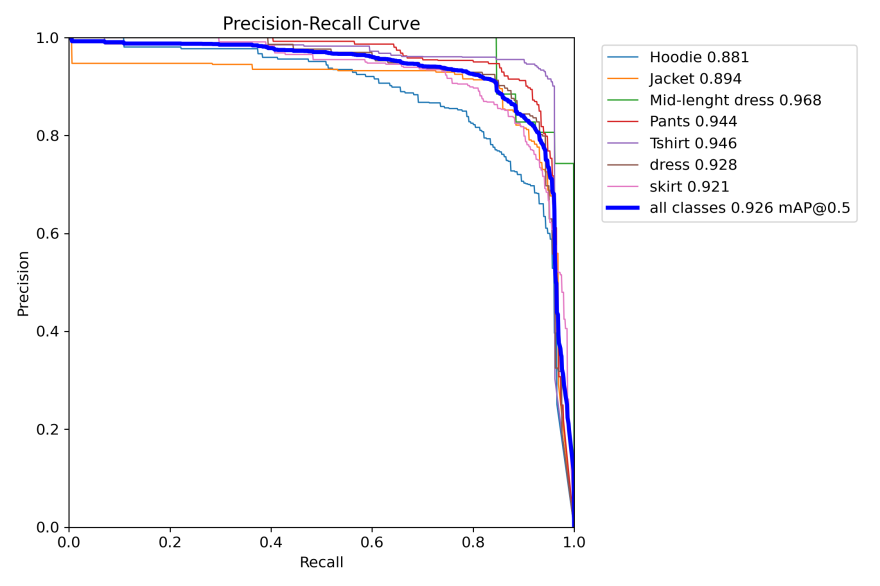 Precision-Recall Curve
1.0
0.8
0.6
0.4
0.2
0.0
Precision
0.0 0.2 0.4 0.6 0.8 1.0
Recall
Hoodie 0.881
Jacket 0.894
Mid-lenght dress 0.968
Pants 0.944
Tshirt 0.946
dress 0.928
skirt 0.921
all classes 0.926 mAP@0.5